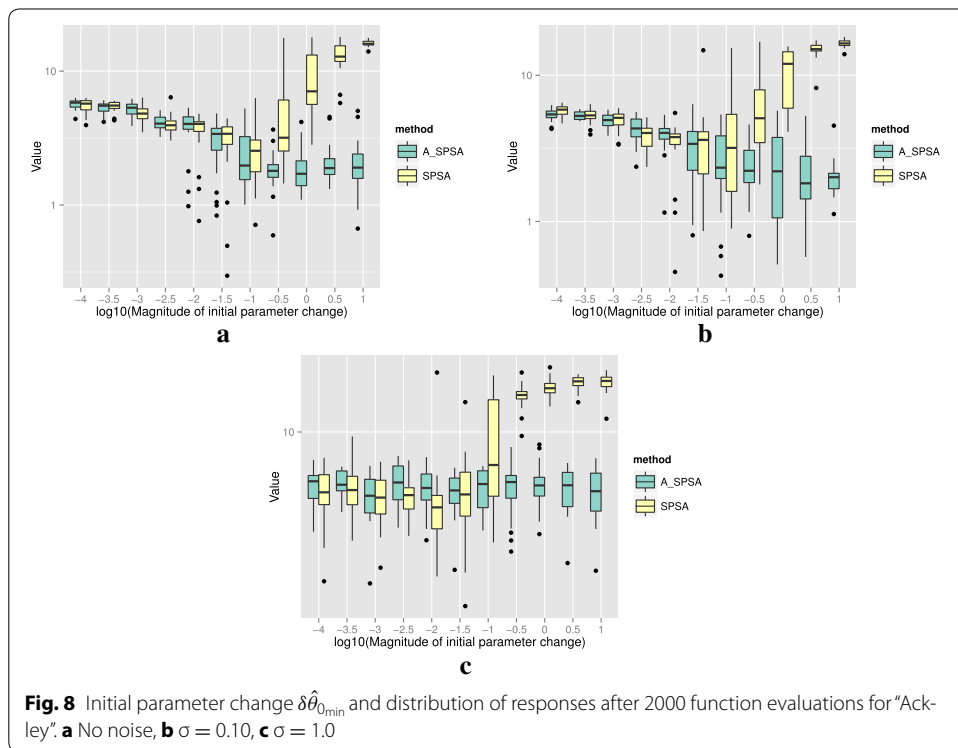 10
1
Value
-4 -3.5 -3 -2.5 -2 -1.5 -1 -0.5 0 0.5 1
log10(Magnitude of initial parameter change)
method
A_SPSA
SPSA
a
10
1
Value
-4 -3.5 -3 -2.5 -2 -1.5 -1 -0.5 0 0.5 1
log10(Magnitude of initial parameter change)
method
A_SPSA
SPSA
b
10
Value
-4 -3.5 -3 -2.5 -2 -1.5 -1 -0.5 0 0.5 1
log10(Magnitude of initial parameter change)
method
A_SPSA
SPSA
c
Fig. 8 Initial parameter change δθ̂₀ₘᵢₙ and distribution of responses after 2000 function evaluations for “Ack-
ley”. a No noise, b σ = 0.10, c σ = 1.0